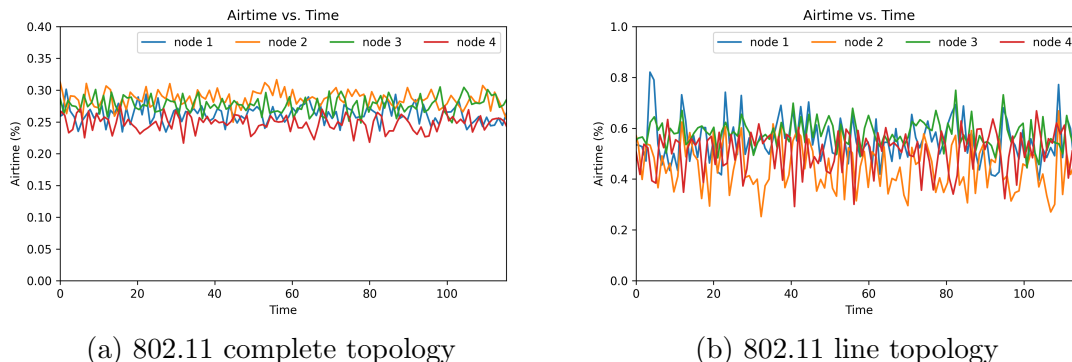 Airtime vs. Time
node 1 node 2 node 3 node 4
Airtime (%)
0.40
0.35
0.30
0.25
0.20
0.15
0.10
0.05
0.00
0 20 40 60 80 100
Time
(a) 802.11 complete topology
Airtime vs. Time
node 1 node 2 node 3 node 4
Airtime (%)
1.0
0.8
0.6
0.4
0.2
0.0
0 20 40 60 80 100
Time
(b) 802.11 line topology